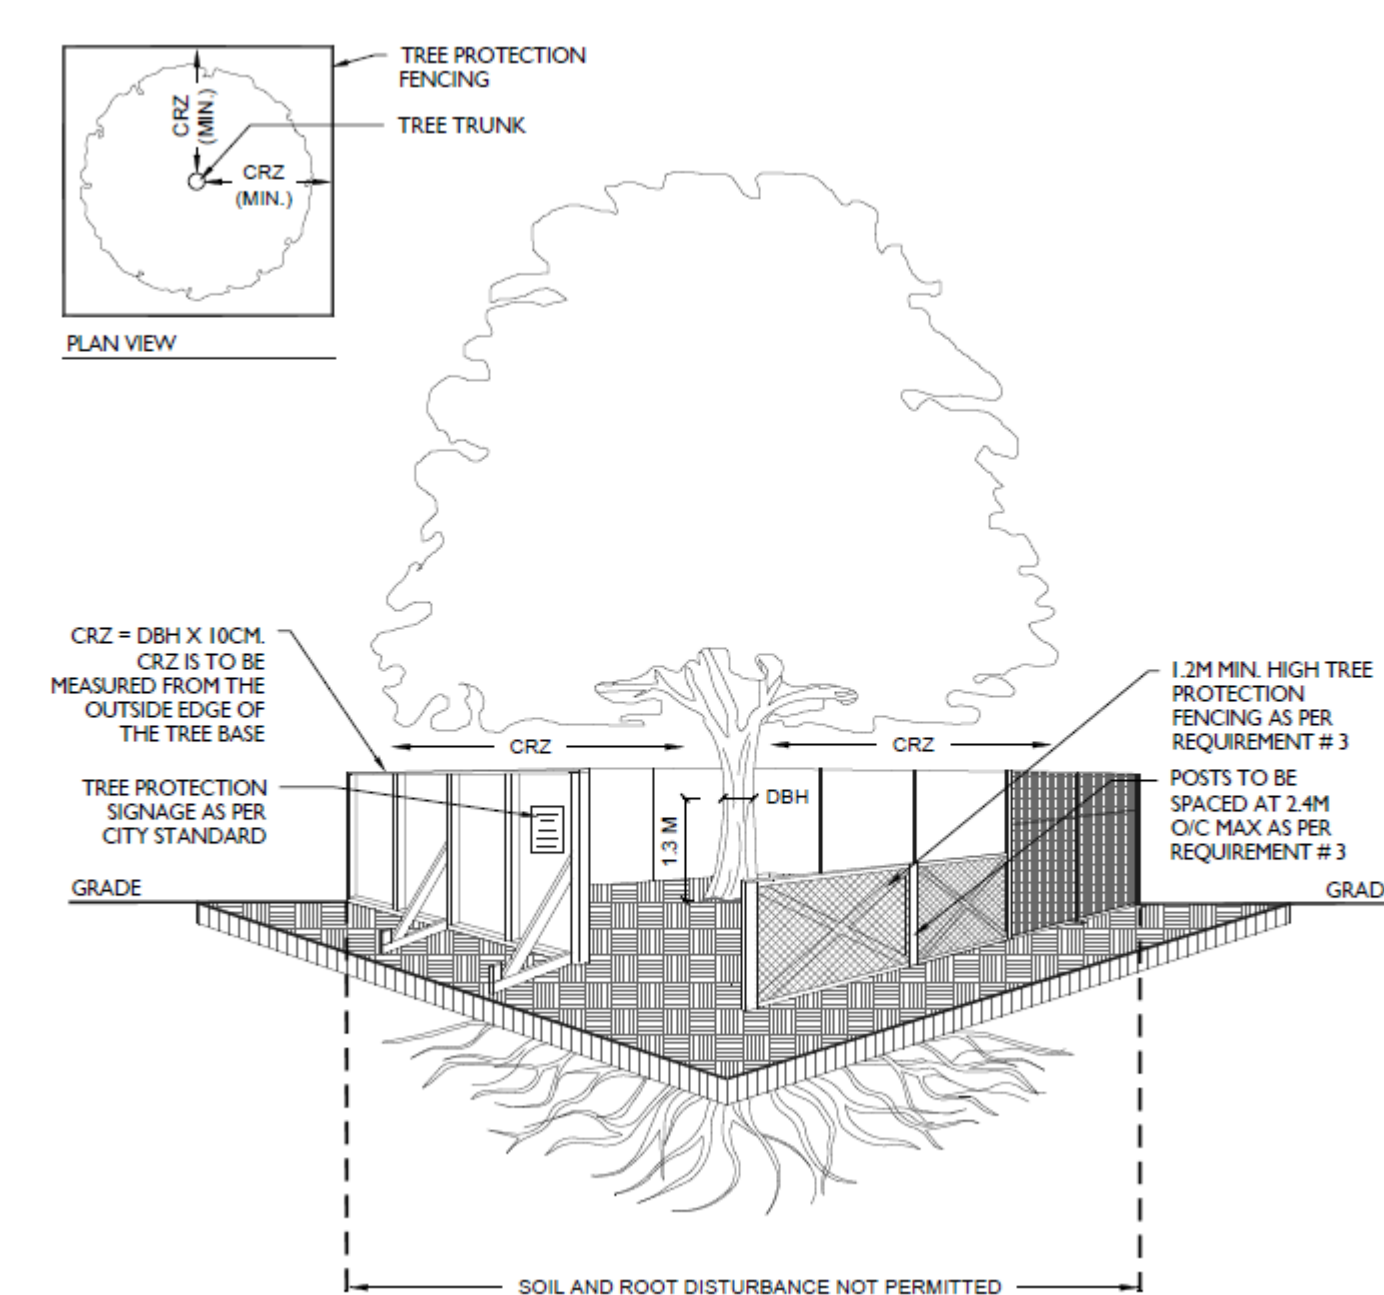 TREE PROTECTION
FENCING
TREE TRUNK
CRZ
(MIN.)
CRZ
(MIN.)
PLAN VIEW
CRZ = DBH X 10CM.
CRZ IS TO BE
MEASURED FROM THE
OUTSIDE EDGE OF
THE TREE BASE
TREE PROTECTION
SIGNAGE AS PER
CITY STANDARD
GRADE
CRZ
CRZ
DBH
1.3 M
1.2M MIN. HIGH TREE
PROTECTION
FENCING AS PER
REQUIREMENT # 3
POSTS TO BE
SPACED AT 2.4M
O/C MAX AS PER
REQUIREMENT # 3
GRAD
SOIL AND ROOT DISTURBANCE NOT PERMITTED